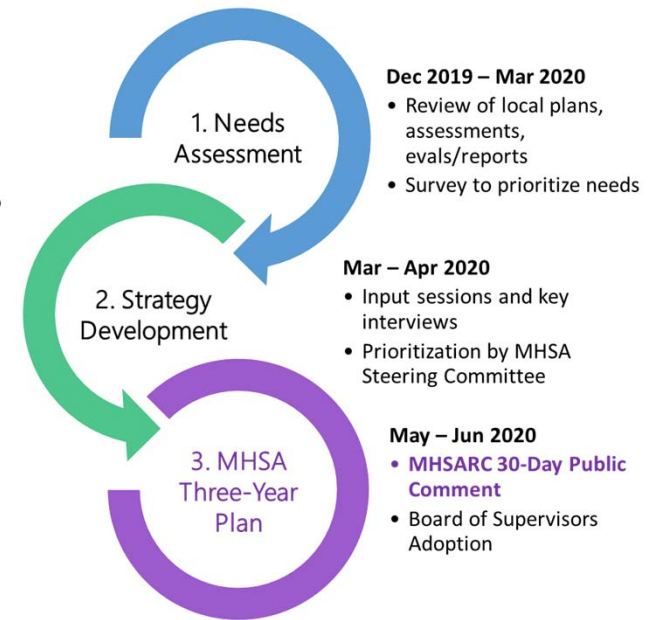 1. Needs
Assessment
Dec 2019 – Mar 2020
• Review of local plans,
assessments,
evals/reports
• Survey to prioritize needs
2. Strategy
Development
Mar – Apr 2020
• Input sessions and key
interviews
• Prioritization by MHSA
Steering Committee
3. MHSA
Three-Year
Plan
May – Jun 2020
• MHSARC 30-Day Public
Comment
• Board of Supervisors
Adoption